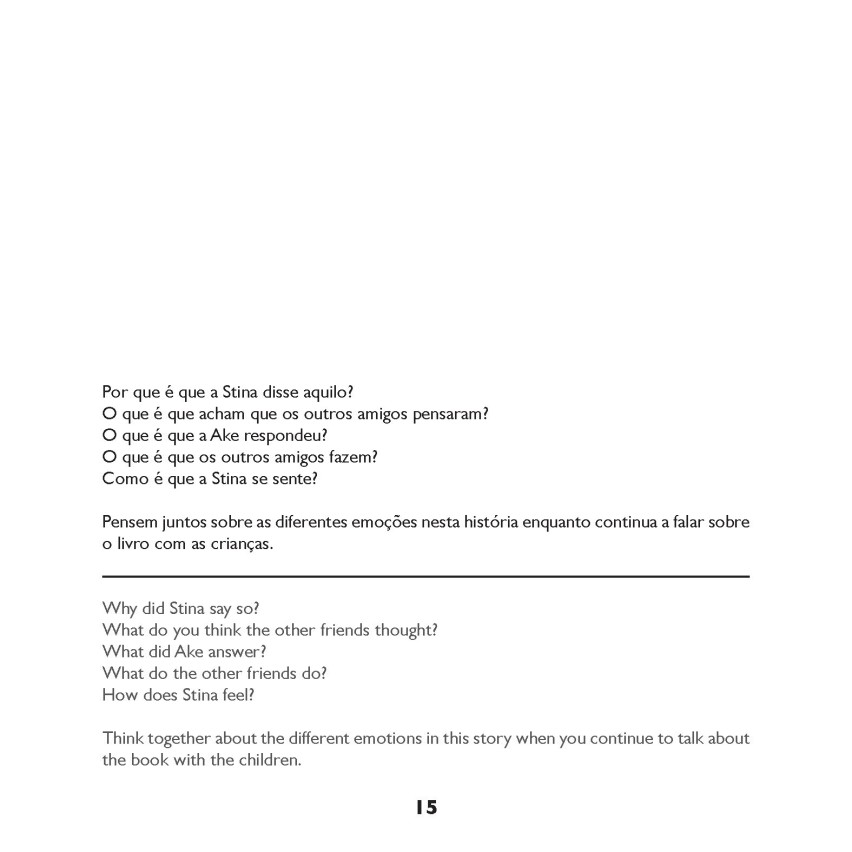 Por que é que a Stina disse aquilo?
O que é que acham que os outros amigos pensaram?
O que é que a Ake respondeu?
O que é que os outros amigos fazem?
Como é que a Stina se sente?
Pensem juntos sobre as diferentes emoções nesta história enquanto continua a falar sobre
o livro com as crianças.
Why did Stina say so?
What do you think the other friends thought?
What did Ake answer?
What do the other friends do?
How does Stina feel?
Think together about the different emotions in this story when you continue to talk about
the book with the children.
15